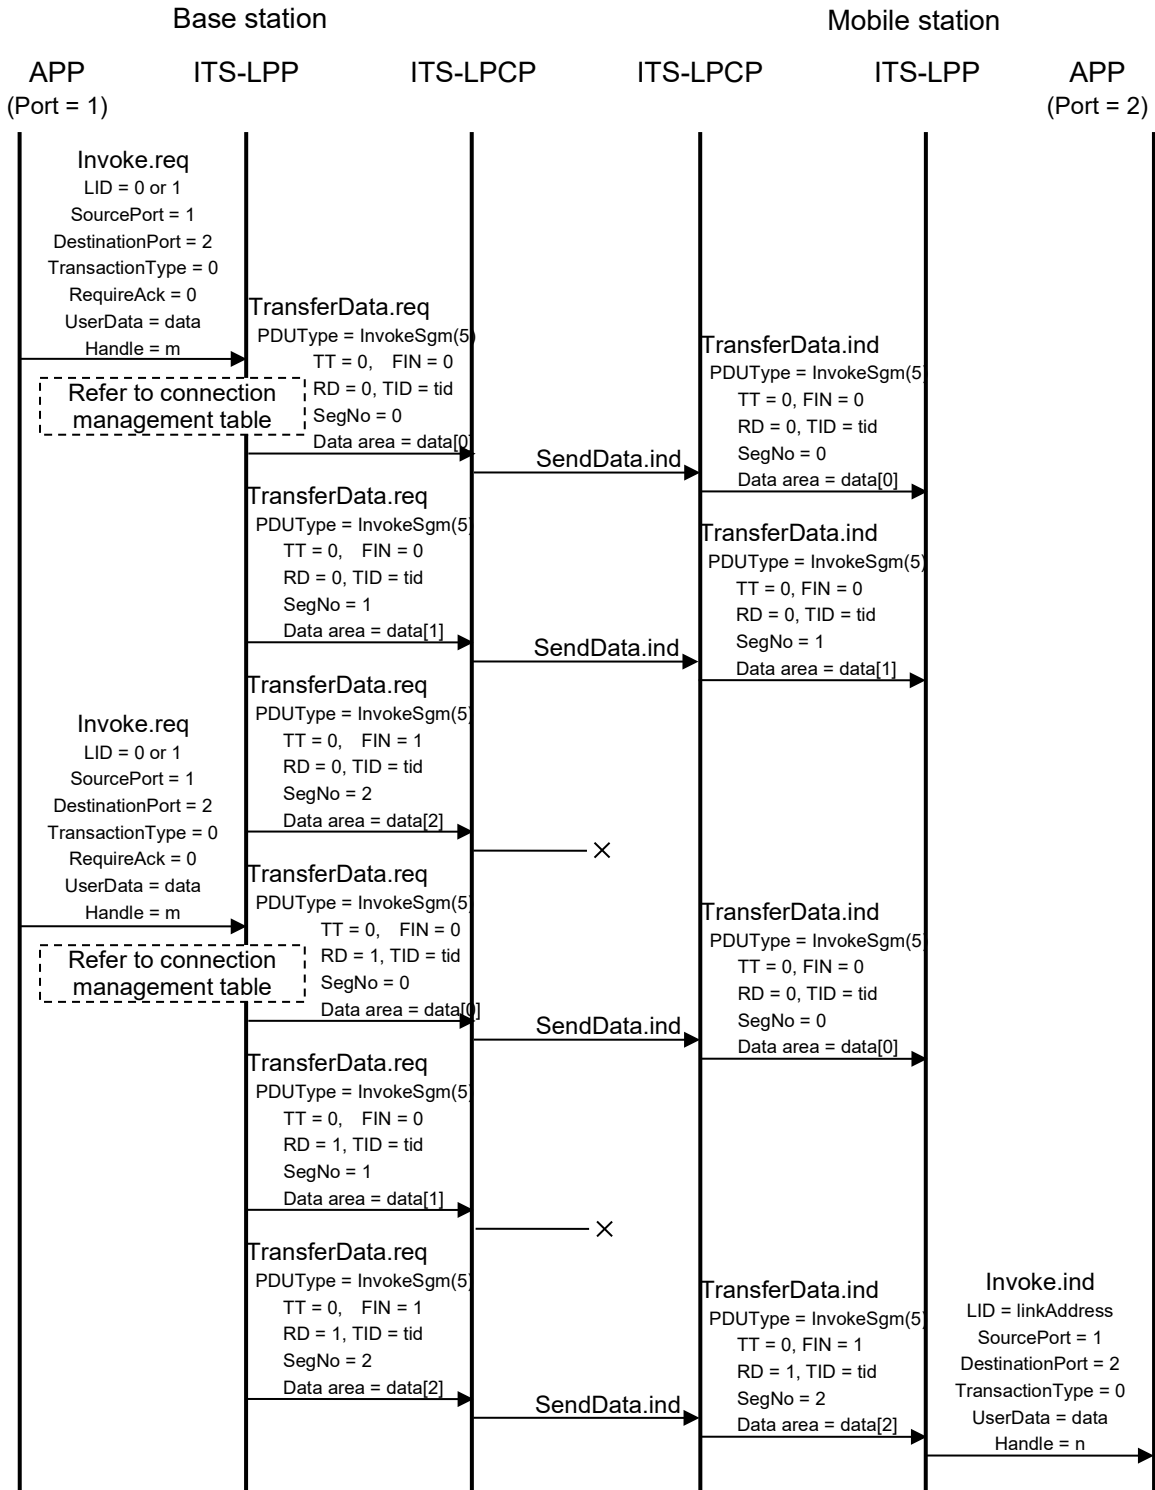 Base station
Mobile station
APP
ITS-LPP
ITS-LPCP
ITS-LPCP
ITS-LPP
APP
(Port = 1)
(Port = 2)
Invoke.req
LID = 0 or 1
SourcePort = 1
DestinationPort = 2
TransactionType = 0
RequireAck = 0
UserData = data
Handle = m
Refer to connection
management table
TransferData.req
PDUType = InvokeSgm(5)
TT = 0, FIN = 0
RD = 0, TID = tid
SegNo = 0
Data area = data[0]
SendData.ind
TransferData.ind
PDUType = InvokeSgm(5)
TT = 0, FIN = 0
RD = 0, TID = tid
SegNo = 0
Data area = data[0]
TransferData.req
PDUType = InvokeSgm(5)
TT = 0, FIN = 0
RD = 0, TID = tid
SegNo = 1
Data area = data[1]
SendData.ind
TransferData.ind
PDUType = InvokeSgm(5)
TT = 0, FIN = 0
RD = 0, TID = tid
SegNo = 1
Data area = data[1]
TransferData.req
PDUType = InvokeSgm(5)
TT = 0, FIN = 1
RD = 0, TID = tid
SegNo = 2
Data area = data[2]
Invoke.req
LID = 0 or 1
SourcePort = 1
DestinationPort = 2
TransactionType = 0
RequireAck = 0
UserData = data
Handle = m
Refer to connection
management table
TransferData.req
PDUType = InvokeSgm(5)
TT = 0, FIN = 0
RD = 1, TID = tid
SegNo = 0
Data area = data[0]
SendData.ind
TransferData.ind
PDUType = InvokeSgm(5)
TT = 0, FIN = 0
RD = 0, TID = tid
SegNo = 0
Data area = data[0]
TransferData.req
PDUType = InvokeSgm(5)
TT = 0, FIN = 0
RD = 1, TID = tid
SegNo = 1
Data area = data[1]
TransferData.req
PDUType = InvokeSgm(5)
TT = 0, FIN = 1
RD = 1, TID = tid
SegNo = 2
Data area = data[2]
SendData.ind
TransferData.ind
PDUType = InvokeSgm(5)
TT = 0, FIN = 1
RD = 1, TID = tid
SegNo = 2
Data area = data[2]
Invoke.ind
LID = linkAddress
SourcePort = 1
DestinationPort = 2
TransactionType = 0
UserData = data
Handle = n